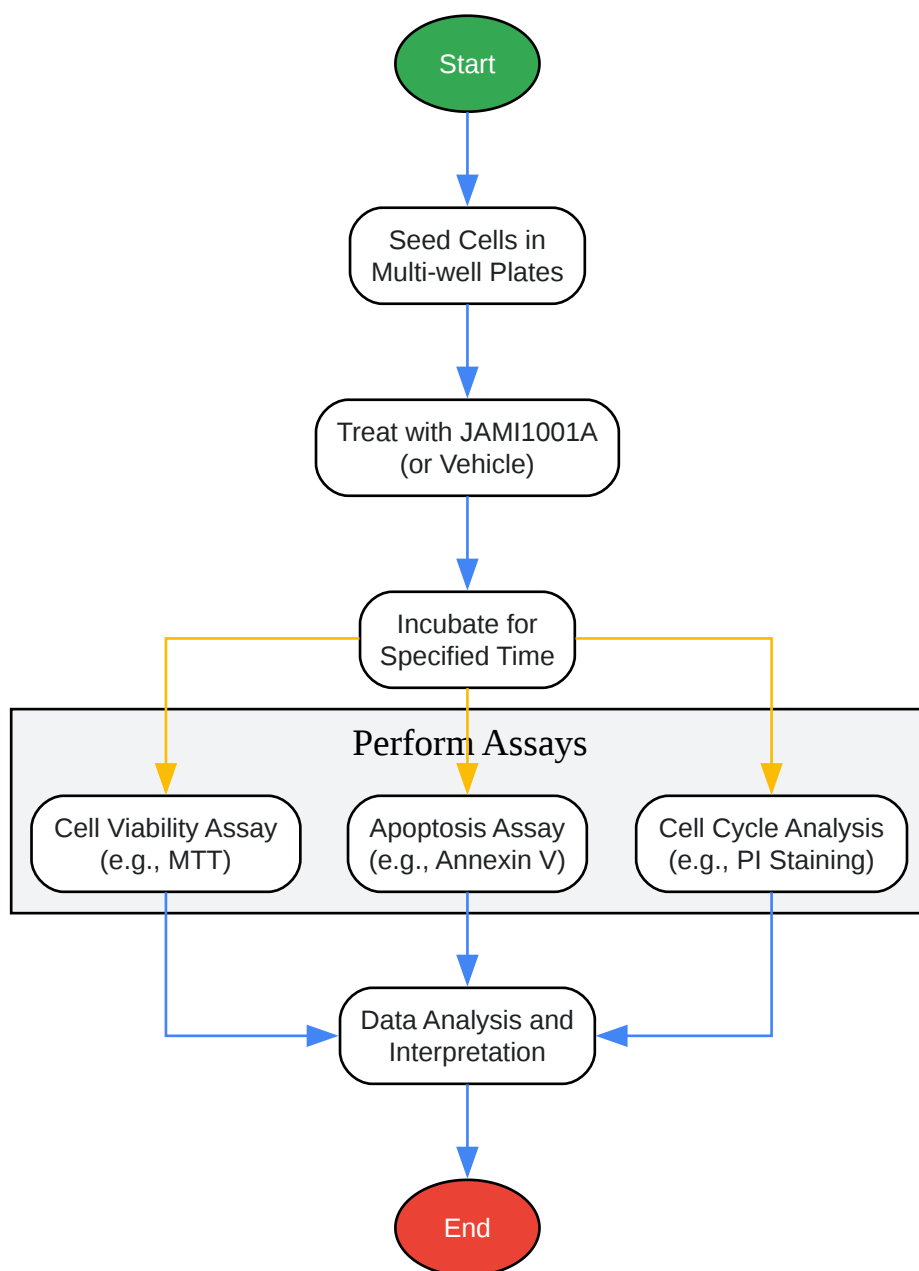 Start
Seed Cells in
Multi-well Plates
Treat with JAMI1001A
(or Vehicle)
Incubate for
Specified Time
Perform Assays
Cell Viability Assay
(e.g., MTT)
Apoptosis Assay
(e.g., Annexin V)
Cell Cycle Analysis
(e.g., PI Staining)
Data Analysis and
Interpretation
End